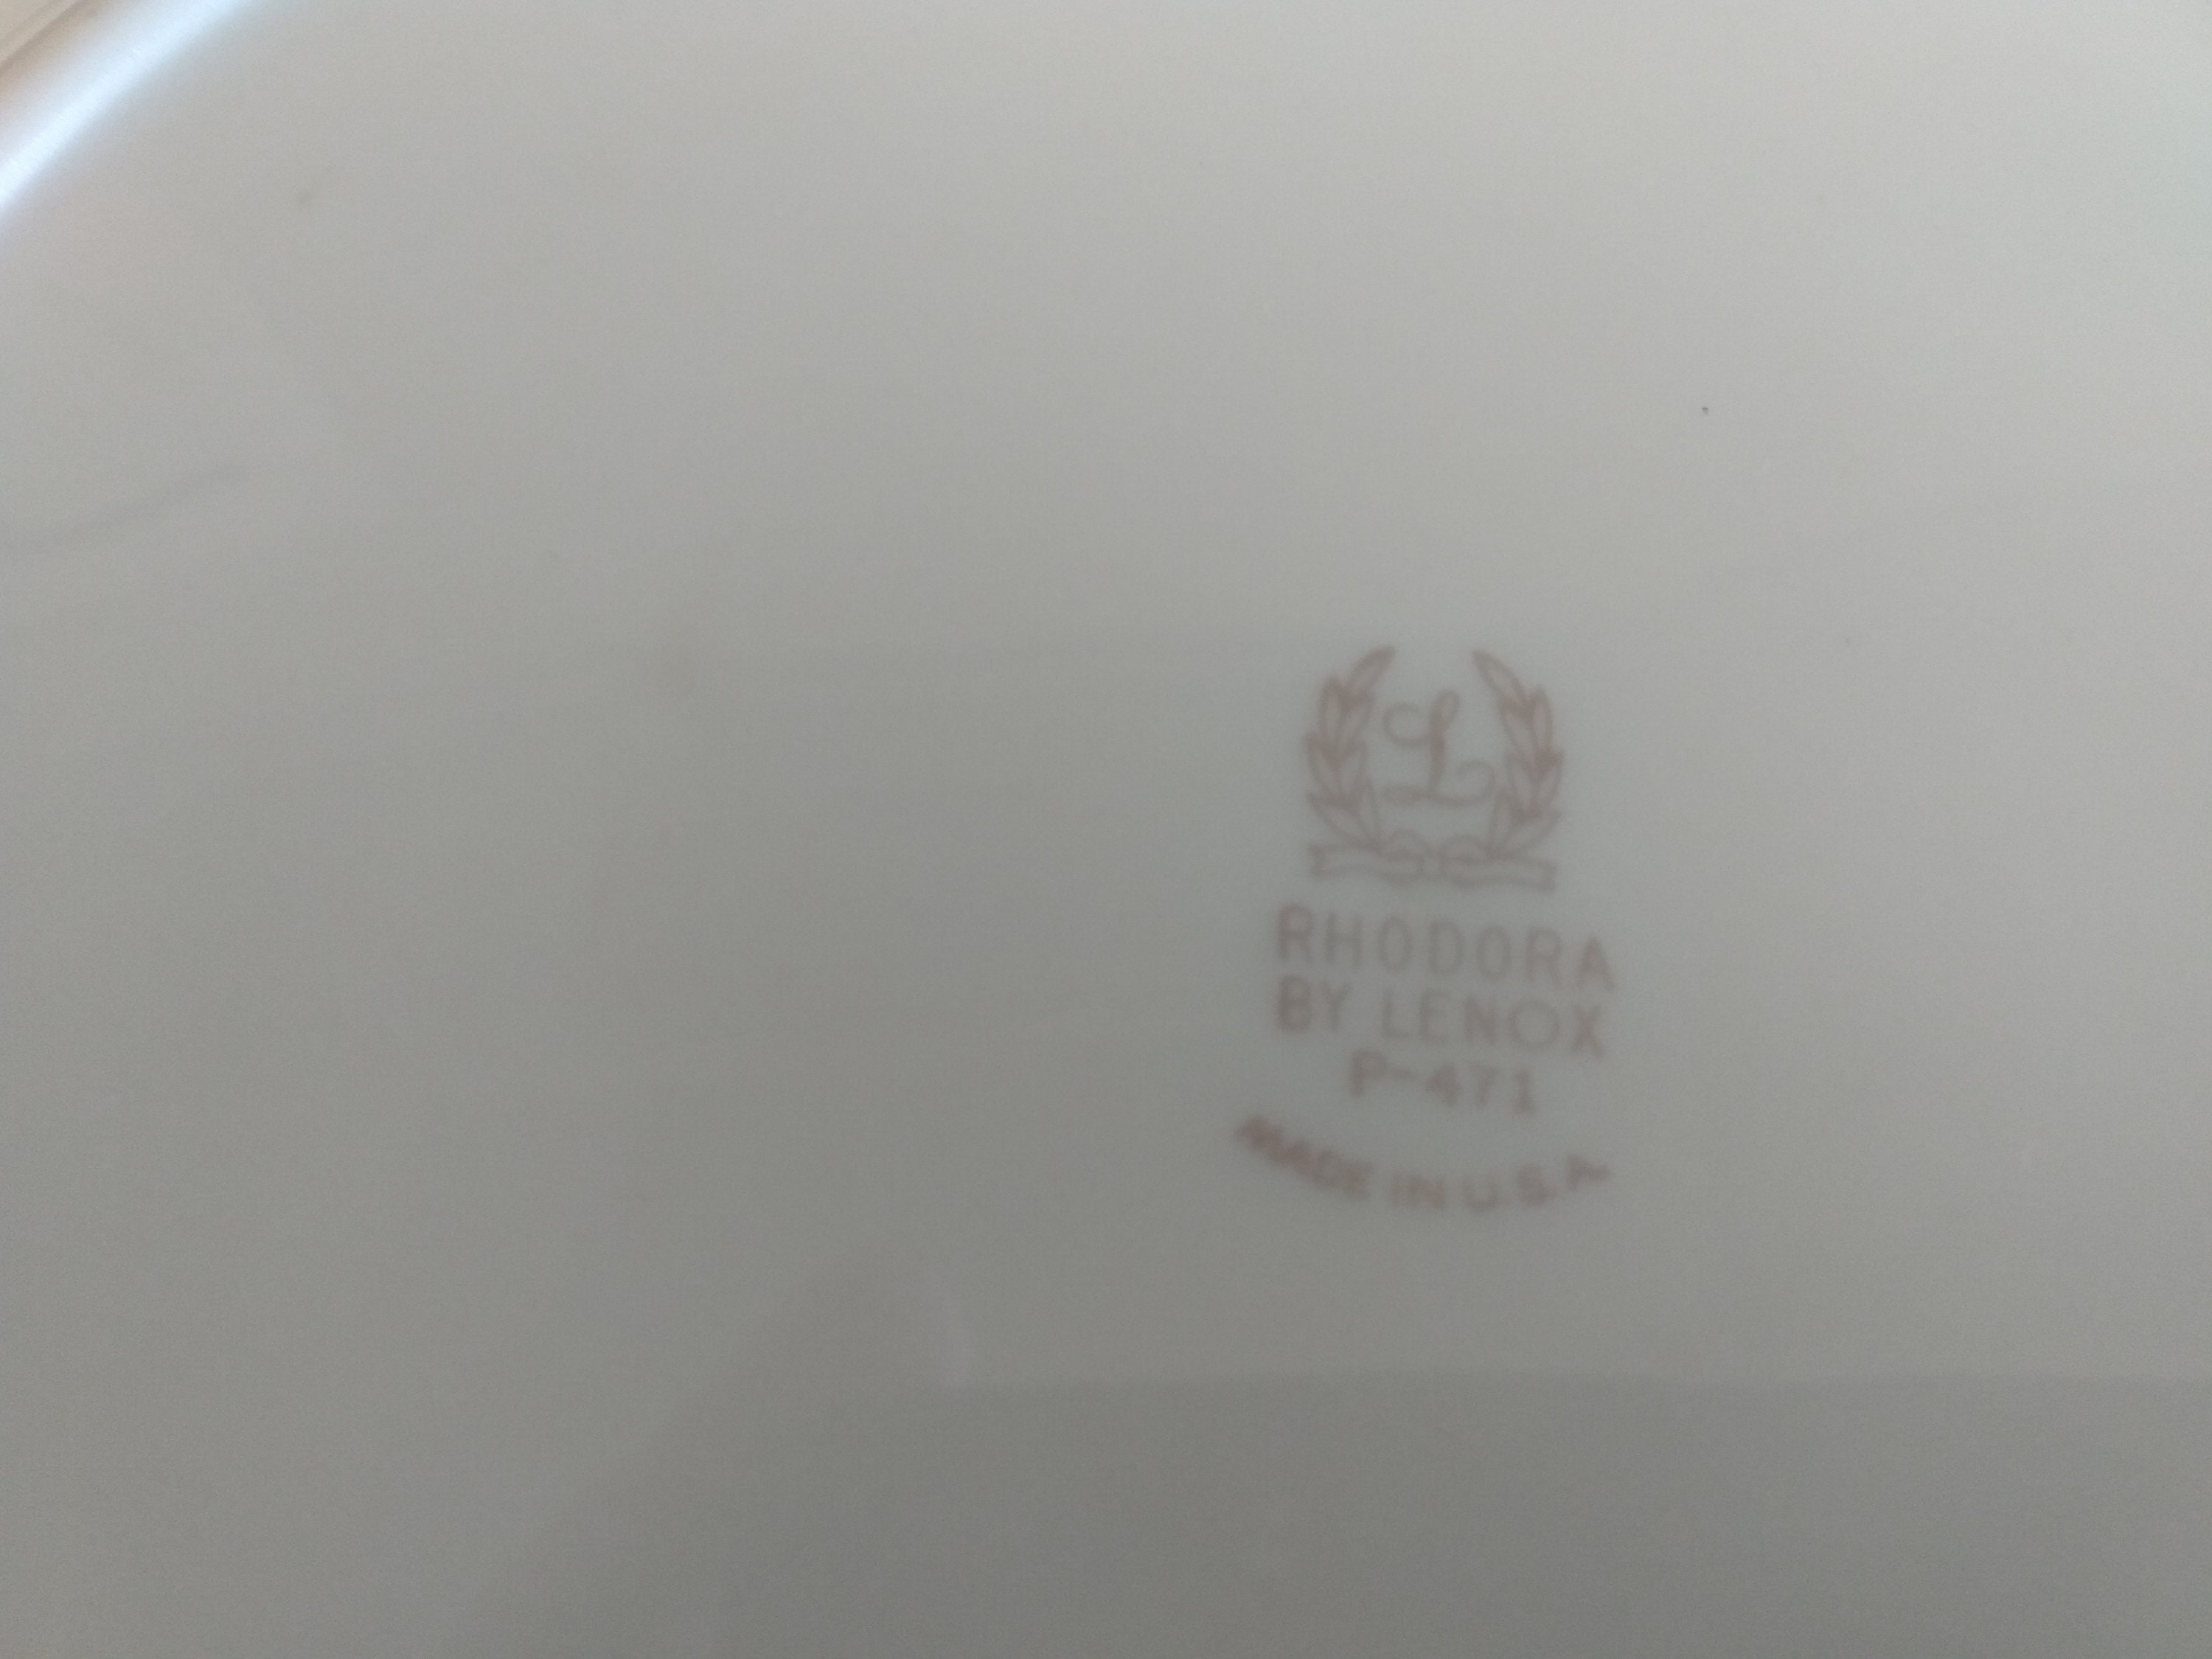 L
RHODORA
BY LENOX
P-471
MADE IN U.S.A.